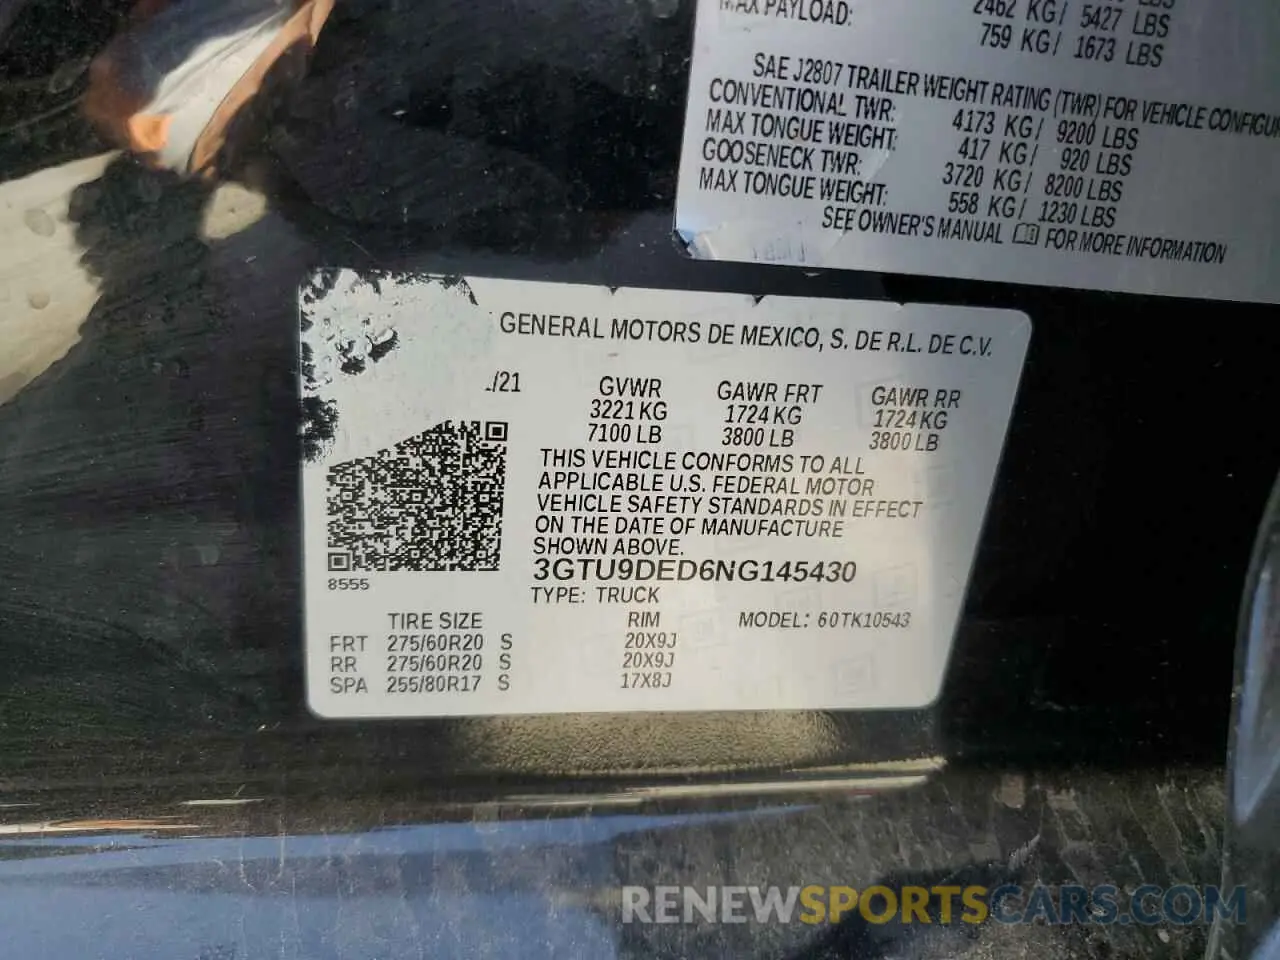 LBS
2462 KG/ 5427 LBS
MAX PAYLOAD: 759 KG/ 1673 LBS
SAE J2807 TRAILER WEIGHT RATING (TWR) FOR VEHICLE
CONVENTIONAL TWR: 4173 KG/ 9200 LBS
MAX TONGUE WEIGHT: 417 KG/ 920 LBS
GOOSENECK TWR: 3720 KG/ 8200 LBS
MAX TONGUE WEIGHT: 558 KG/ 1230 LBS
SEE OWNER'S MANUAL FOR MORE INFORMATION
GENERAL MOTORS DE MEXICO, S. DE R.L. DE C.V.
/21 GVWR GAWR FRT GAWR RR
3221 KG 1724 KG 1724 KG
7100 LB 3800 LB 3800 LB
THIS VEHICLE CONFORMS TO ALL
APPLICABLE U.S. FEDERAL MOTOR
VEHICLE SAFETY STANDARDS IN EFFECT
ON THE DATE OF MANUFACTURE
SHOWN ABOVE.
8555
3GTU9DED6NG145430
TYPE: TRUCK
TIRE SIZE RIM MODEL: 60TK10543
FRT 275/60R20 S 20X9J
RR 275/60R20 S 20X9J
SPA 255/80R17 S 17X8J
RENEWSPORTSCARS.COM